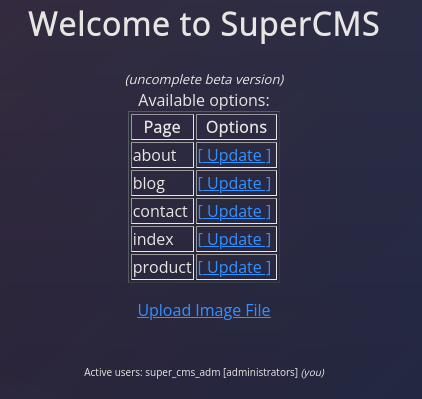 Welcome to SuperCMS
(uncomplete beta version)
Available options:
Page Options
about [ Update ]
blog [ Update ]
contact [ Update ]
index [ Update ]
product [ Update ]
Upload Image File
Active users: super_cms_adm [administrators] (you)